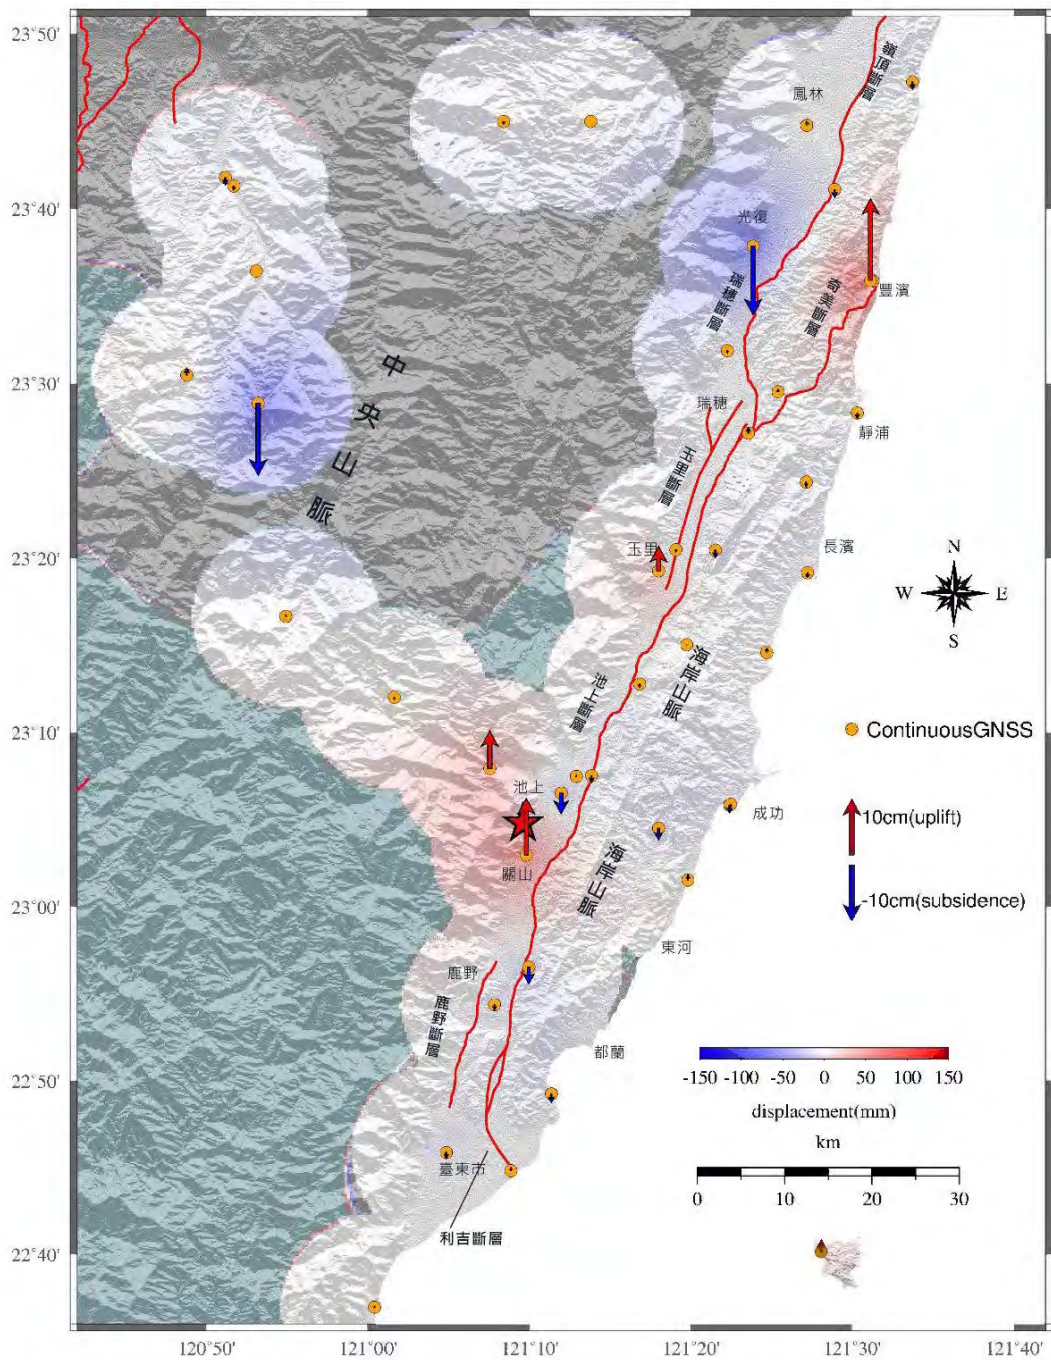 23°50'
嶺頂斷層
鳳林
23°40'
光復
瑞穗斷層
奇美斷層
豐濱
23°30'
中央山脈
瑞穗
靜浦
玉里斷層
23°20'
玉里
長濱
N
W E
S
海岸山脈
池上斷層
23°10'
ContinuousGNSS
池上
成功
10cm(uplift)
海岸山脈
關山
-10cm(subsidence)
23°00'
東河
鹿野
鹿野斷層
都蘭
22°50'
-150 -100 -50 0 50 100 150
displacement(mm)
km
臺東市
0 10 20 30
利吉斷層
22°40'
120°50' 121°00' 121°10' 121°20' 121°30' 121°40'